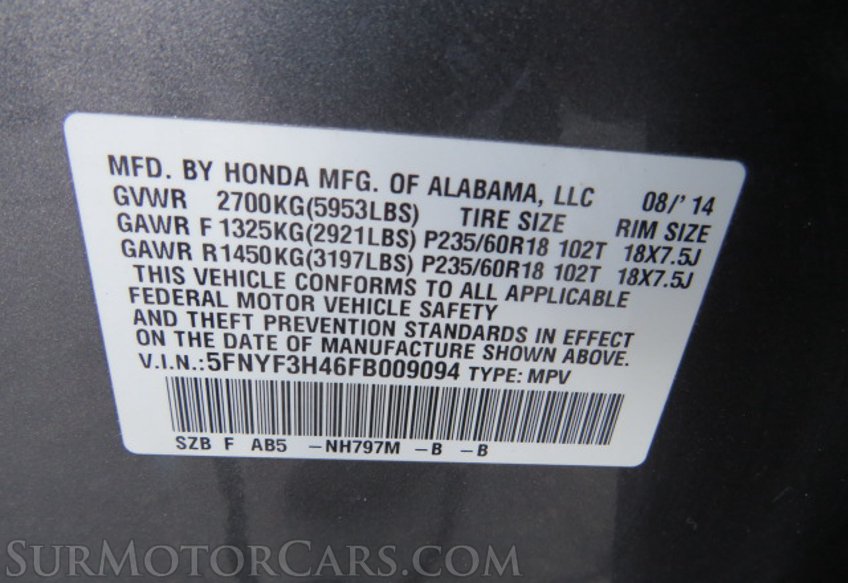 MFD. BY HONDA MFG. OF ALABAMA, LLC 08/'14
GVWR 2700KG(5953LBS) TIRE SIZE RIM SIZE
GAWR F 1325KG(2921LBS) P235/60R18 102T 18X7.5J
GAWR R1450KG(3197LBS) P235/60R18 102T 18X7.5J
THIS VEHICLE CONFORMS TO ALL APPLICABLE
FEDERAL MOTOR VEHICLE SAFETY
AND THEFT PREVENTION STANDARDS IN EFFECT
ON THE DATE OF MANUFACTURE SHOWN ABOVE.
V.I.N.:5FNYF3H46FB009094 TYPE: MPV
SZB F AB5 –NH797M –B –B
SURMOTORCARS.COM